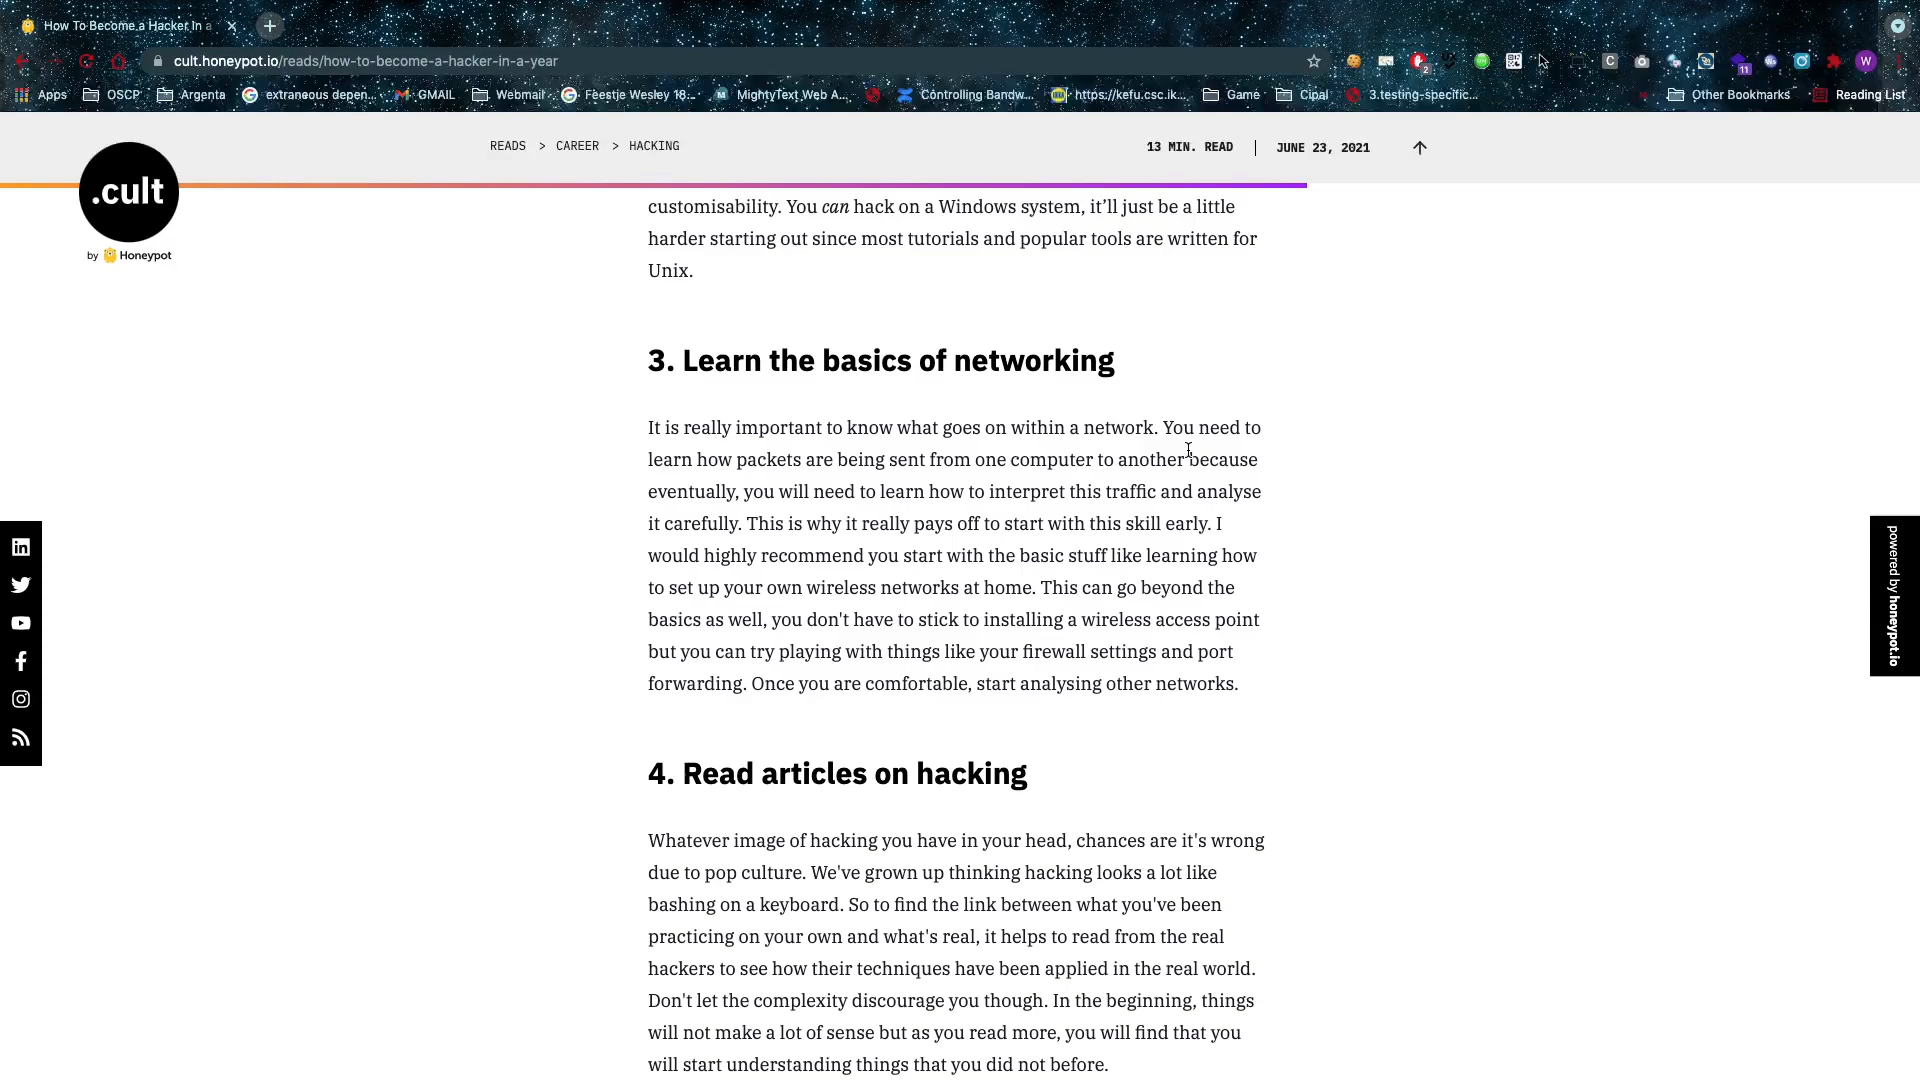 How To Become a Hacker in a
cult.honeypot.io/reads/how-to-become-a-hacker-in-a-year
2
11
W
Apps
OSCP
Argenta
extraneous depen...
GMAIL
Webmail
Feestje Wesley 18...
MightyText Web A...
Controlling Bandw...
https://kefu.csc.ik...
Game
Cipal
3.testing-specific...
Other Bookmarks
Reading List
READS > CAREER > HACKING
13 MIN. READ | JUNE 23, 2021
.cult
by Honeypot
customisability. You can hack on a Windows system, it’ll just be a little
harder starting out since most tutorials and popular tools are written for
Unix.
3. Learn the basics of networking
It is really important to know what goes on within a network. You need to
learn how packets are being sent from one computer to another because
eventually, you will need to learn how to interpret this traffic and analyse
it carefully. This is why it really pays off to start with this skill early. I
would highly recommend you start with the basic stuff like learning how
to set up your own wireless networks at home. This can go beyond the
basics as well, you don't have to stick to installing a wireless access point
but you can try playing with things like your firewall settings and port
forwarding. Once you are comfortable, start analysing other networks.
4. Read articles on hacking
Whatever image of hacking you have in your head, chances are it's wrong
due to pop culture. We've grown up thinking hacking looks a lot like
bashing on a keyboard. So to find the link between what you've been
practicing on your own and what's real, it helps to read from the real
hackers to see how their techniques have been applied in the real world.
Don't let the complexity discourage you though. In the beginning, things
will not make a lot of sense but as you read more, you will find that you
will start understanding things that you did not before.
powered by honeypot.io